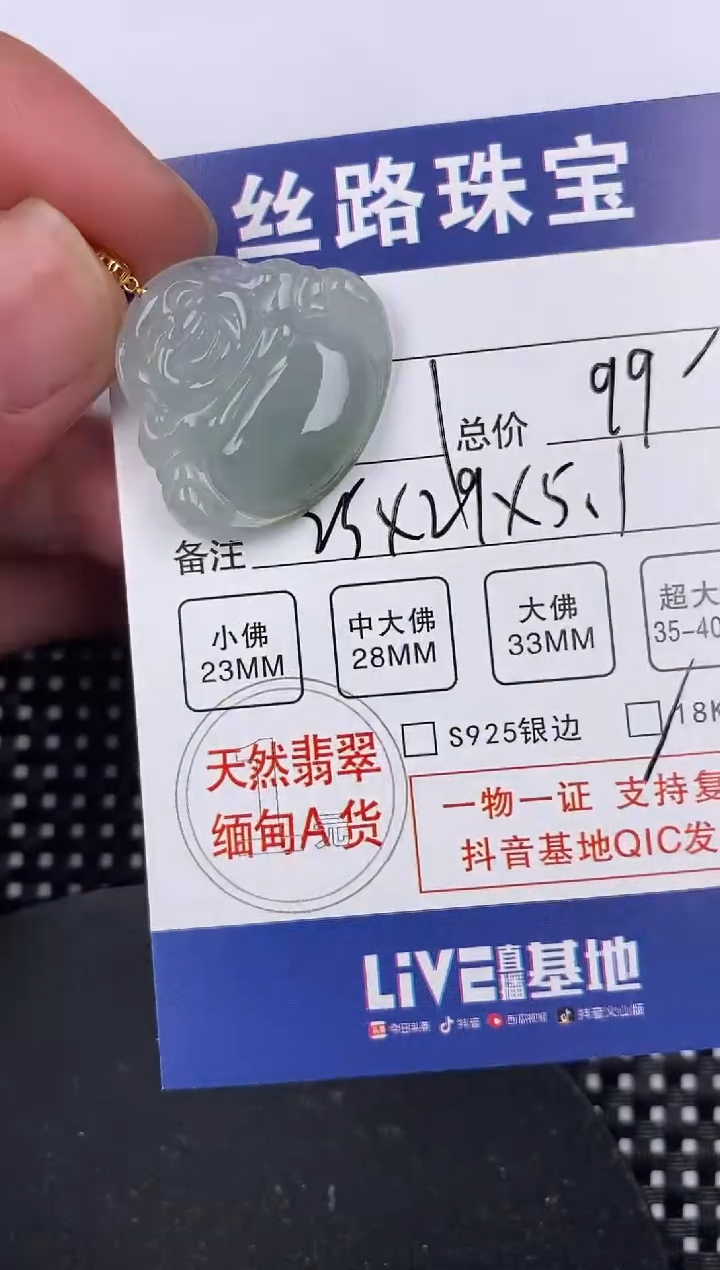 丝路珠宝
总价 99
备注 25×29×5.1
小佛
23MM
中大佛
28MM
大佛
33MM
超大
35-40
S925银边
18K
天然翡翠
缅甸A货
一物一证 支持复
抖音基地QIC发
LiVE直播基地
今日头条 抖音 西瓜视频 抖音火山版